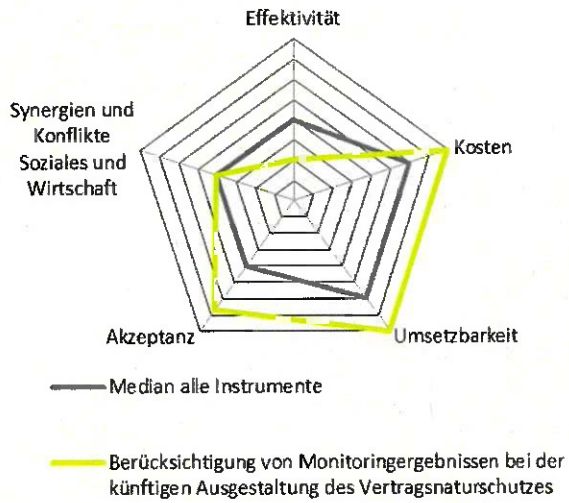 Effektivität
Synergien und
Konflikte
Soziales und
Wirtschaft
Kosten
Akzeptanz
Umsetzbarkeit
Median alle Instrumente
Berücksichtigung von Monitoringergebnissen bei der
künftigen Ausgestaltung des Vertragsnaturschutzes